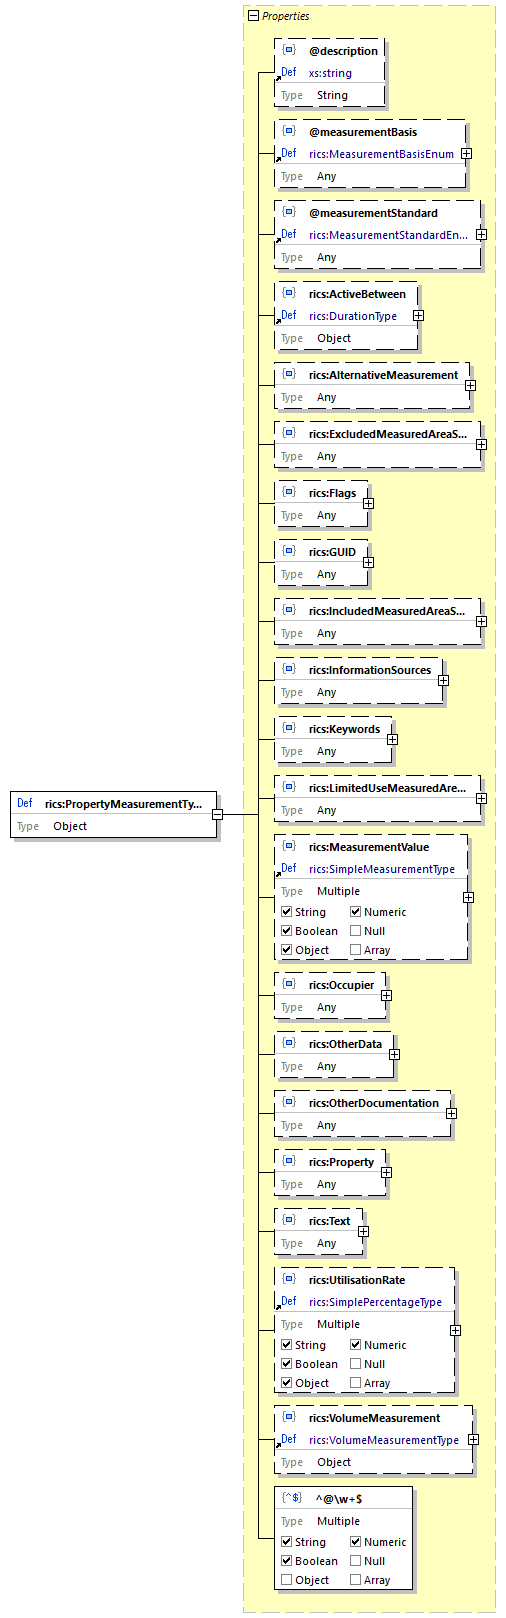 Properties
@description
Def xs:string
Type String
@measurementBasis
Def rics:MeasurementBasisEnum
Type Any
@measurementStandard
Def rics:MeasurementStandardEn...
Type Any
rics:ActiveBetween
Def rics:DurationType
Type Object
rics:AlternativeMeasurement
Type Any
rics:ExcludedMeasuredAreaS...
Type Any
rics:Flags
Type Any
rics:GUID
Type Any
rics:IncludedMeasuredAreaS...
Type Any
rics:InformationSources
Type Any
rics:Keywords
Type Any
rics:LimitedUseMeasuredAre...
Type Any
Def rics:PropertyMeasurementTy...
Type Object
rics:MeasurementValue
Def rics:SimpleMeasurementType
Type Multiple
String Numeric
Boolean Null
Object Array
rics:Occupier
Type Any
rics:OtherData
Type Any
rics:OtherDocumentation
Type Any
rics:Property
Type Any
rics:Text
Type Any
rics:UtilisationRate
Def rics:SimplePercentageType
Type Multiple
String Numeric
Boolean Null
Object Array
rics:VolumeMeasurement
Def rics:VolumeMeasurementType
Type Object
{^$} ^@\w+$
Type Multiple
String Numeric
Boolean Null
Object Array